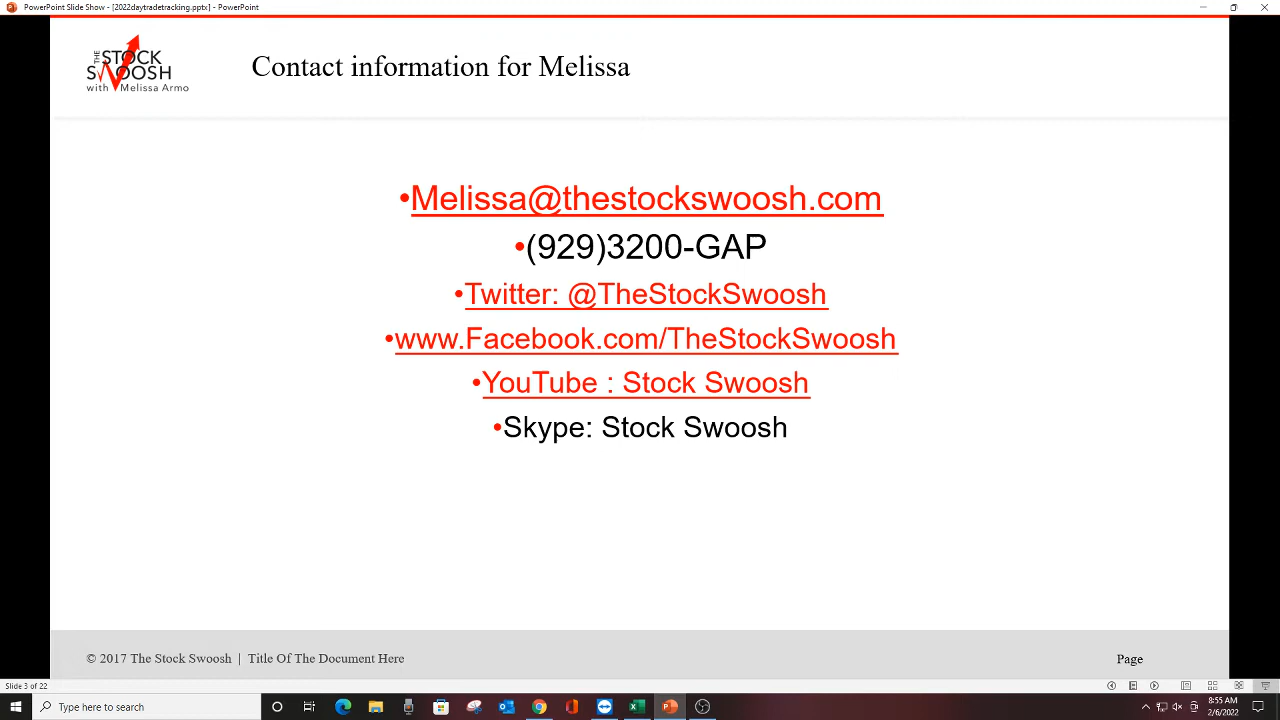 PowerPoint Slide Show - [2022daytradetracking.pptx] - PowerPoint
THE STOCK
SWOOSH
with Melissa Armo
Contact information for Melissa
•Melissa@thestockswoosh.com
•(929)3200-GAP
•Twitter: @TheStockSwoosh
•www.Facebook.com/TheStockSwoosh
•YouTube : Stock Swoosh
•Skype: Stock Swoosh
© 2017 The Stock Swoosh | Title Of The Document Here
Page
Slide 3 of 22
Type here to search
8:55 AM
2/6/2022